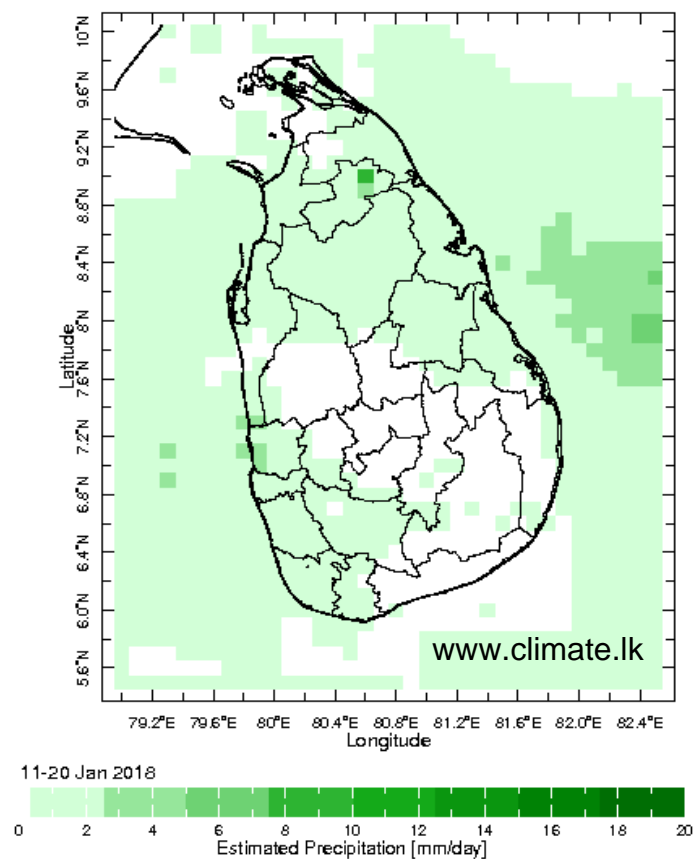 10°N
9.6°N
9.2°N
8.8°N
8.4°N
8°N
7.6°N
7.2°N
6.8°N
6.4°N
6.0°N
5.6°N
Latitude
www.climate.lk
79.2°E 79.6°E 80°E 80.4°E 80.8°E 81.2°E 81.6°E 82.0°E 82.4°E
Longitude
11-20 Jan 2018
0 2 4 6 8 10 12 14 16 18 20
Estimated Precipitation [mm/day]